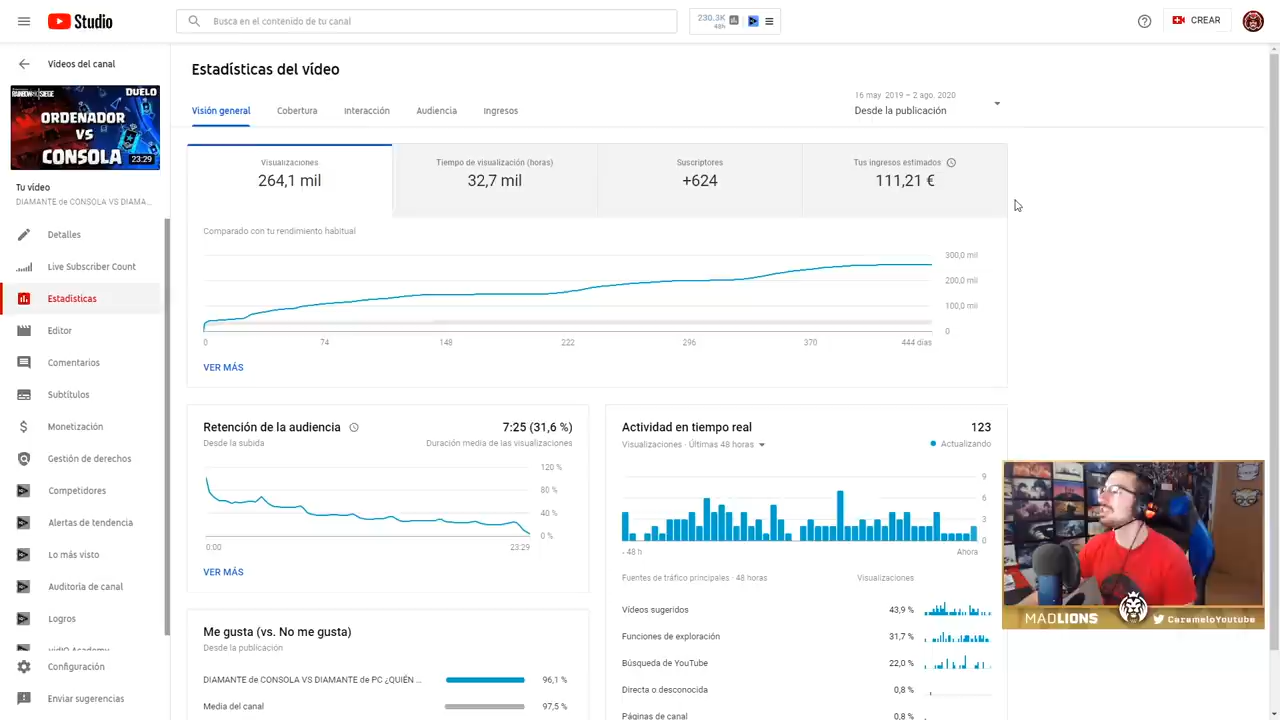 Studio
Busca en el contenido de tu canal
230.3K
48h
CREAR
Vídeos del canal
RAINBOW SIEGE
DUELO
ORDENADOR
VS
CONSOLA
23:29
Tu vídeo
DIAMANTE de CONSOLA VS DIAMA...
Detalles
Live Subscriber Count
Estadísticas
Editor
Comentarios
Subtítulos
Monetización
Gestión de derechos
Competidores
Alertas de tendencia
Lo más visto
Auditoría de canal
Logros
vidIQ Academy
Configuración
Enviar sugerencias
Estadísticas del vídeo
Visión general
Cobertura
Interacción
Audiencia
Ingresos
16 may 2019 – 2 ago. 2020
Desde la publicación
Visualizaciones
264,1 mil
Tiempo de visualización (horas)
32,7 mil
Suscriptores
+624
Tus ingresos estimados
111,21 €
Comparado con tu rendimiento habitual
300,0 mil
200,0 mil
100,0 mil
0
0 74 148 222 296 370 444 días
VER MÁS
Retención de la audiencia
7:25 (31,6 %)
Desde la subida
Duración media de las visualizaciones
120 %
80 %
40 %
0 %
0:00 23:29
VER MÁS
Me gusta (vs. No me gusta)
Desde la publicación
DIAMANTE de CONSOLA VS DIAMANTE de PC ¿QUIÉN ... 96,1 %
Media del canal 97,5 %
Actividad en tiempo real
123
Visualizaciones · Últimas 48 horas
Actualizando
9
6
3
0
- 48 h Ahora
Fuentes de tráfico principales · 48 horas Visualizaciones
Vídeos sugeridos 43,9 %
Funciones de exploración 31,7 %
Búsqueda de YouTube 22,0 %
Directa o desconocida 0,8 %
Páginas de canal 0,8 %
MADLIONS
CarameloYoutube